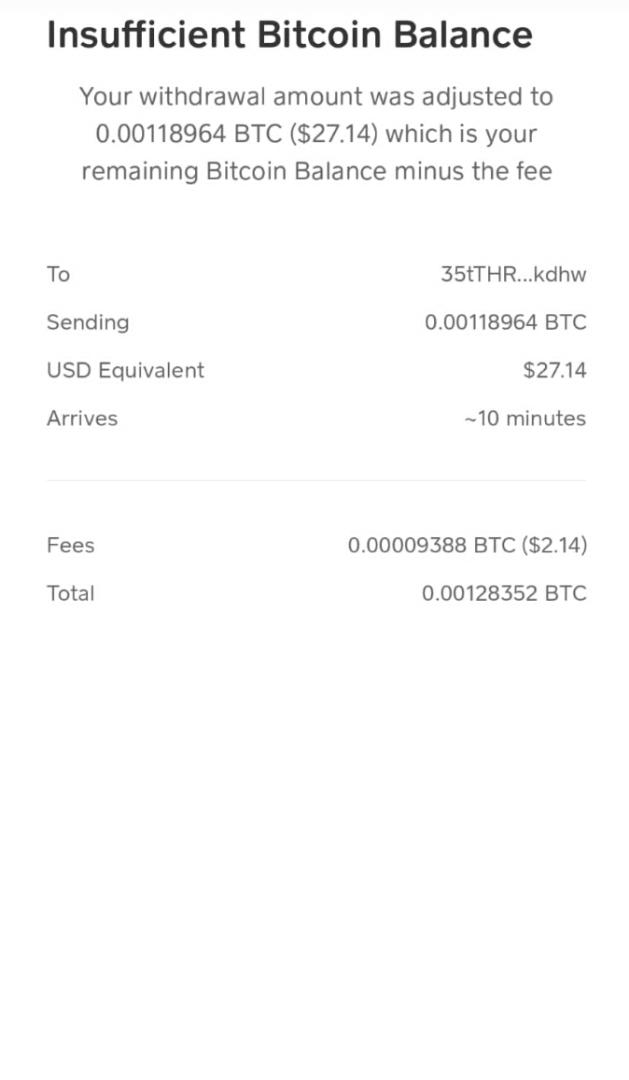 Insufficient Bitcoin Balance
Your withdrawal amount was adjusted to
0.00118964 BTC ($27.14) which is your
remaining Bitcoin Balance minus the fee
To 35tTHR...kdhw
Sending 0.00118964 BTC
USD Equivalent $27.14
Arrives ~10 minutes
Fees 0.00009388 BTC ($2.14)
Total 0.00128352 BTC